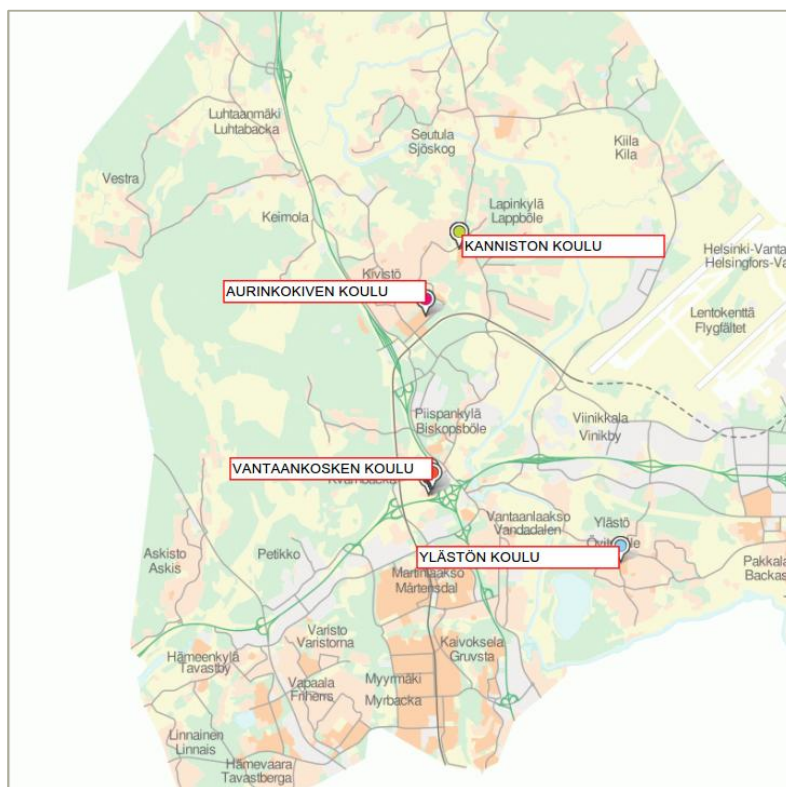 Luhtaanmäki
Luhtabacka
Seutula
Sjöskog
Kiila
Kila
Vestra
Lapinkylä
Lappböle
Keimola
KANNISTON KOULU
Helsinki-Vanta
Helsingfors-Va
Kivistö
AURINKOKIVEN KOULU
Lentokenttä
Flygfältet
Piispankylä
Biskopsböle
Viinikkala
Vinikby
VANTAANKOSKEN KOULU
Vantaanlaakso
Vandadalen
Ylästö
Askisto
Askis
Petikko
YLÄSTÖN KOULU
Pakkala
Backas
Martinlaakso
Mårtensdal
Varisto
Varistorna
Kaivoksela
Gruvsta
Hämeenkylä
Tavastby
Vapaala
Friherrs
Myyrmäki
Myrbacka
Linnainen
Linnais
Hämevaara
Tavastberga